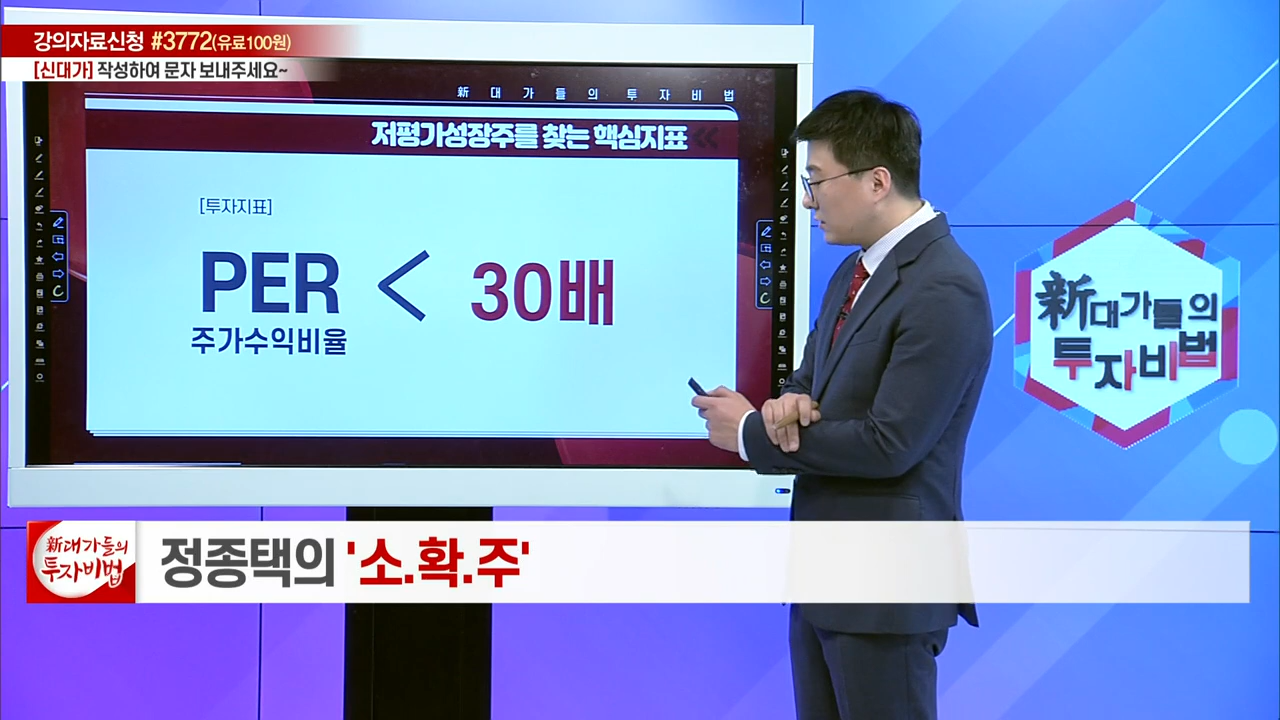 강의자료신청 #3772(유료100원)
[신대가] 작성하여 문자 보내주세요~
新대가들의 투자비법
저평가성장주를 찾는 핵심지표
[투자지표]
PER < 30배
주가수익비율
新대가들의
투자비법
新대가들의
투자비법
정종택의 '소.확.주'